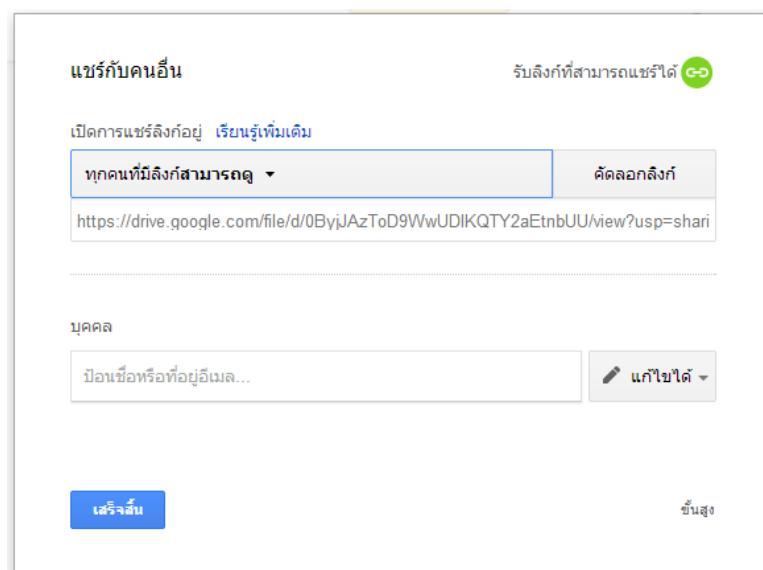 แชร์กับคนอื่น
รับลิงก์ที่สามารถแชร์ได้
เปิดการแชร์ลิงก์อยู่ เรียนรู้เพิ่มเติม
ทุกคนที่มีลิงก์สามารถดู
คัดลอกลิงก์
https://drive.google.com/file/d/0ByjJAzToD9WwUDlKQTY2aEtnbUU/view?usp=shari
บุคคล
ป้อนชื่อหรือที่อยู่อีเมล...
แก้ไขได้
เสร็จสิ้น
ขั้นสูง